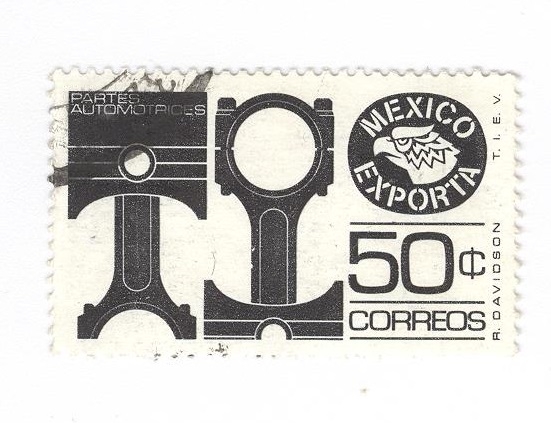 PARTES
AUTOMOTRICES
MEXICO
EXPORTA
50¢
CORREOS
R. DAVIDSON T. I. E. V.